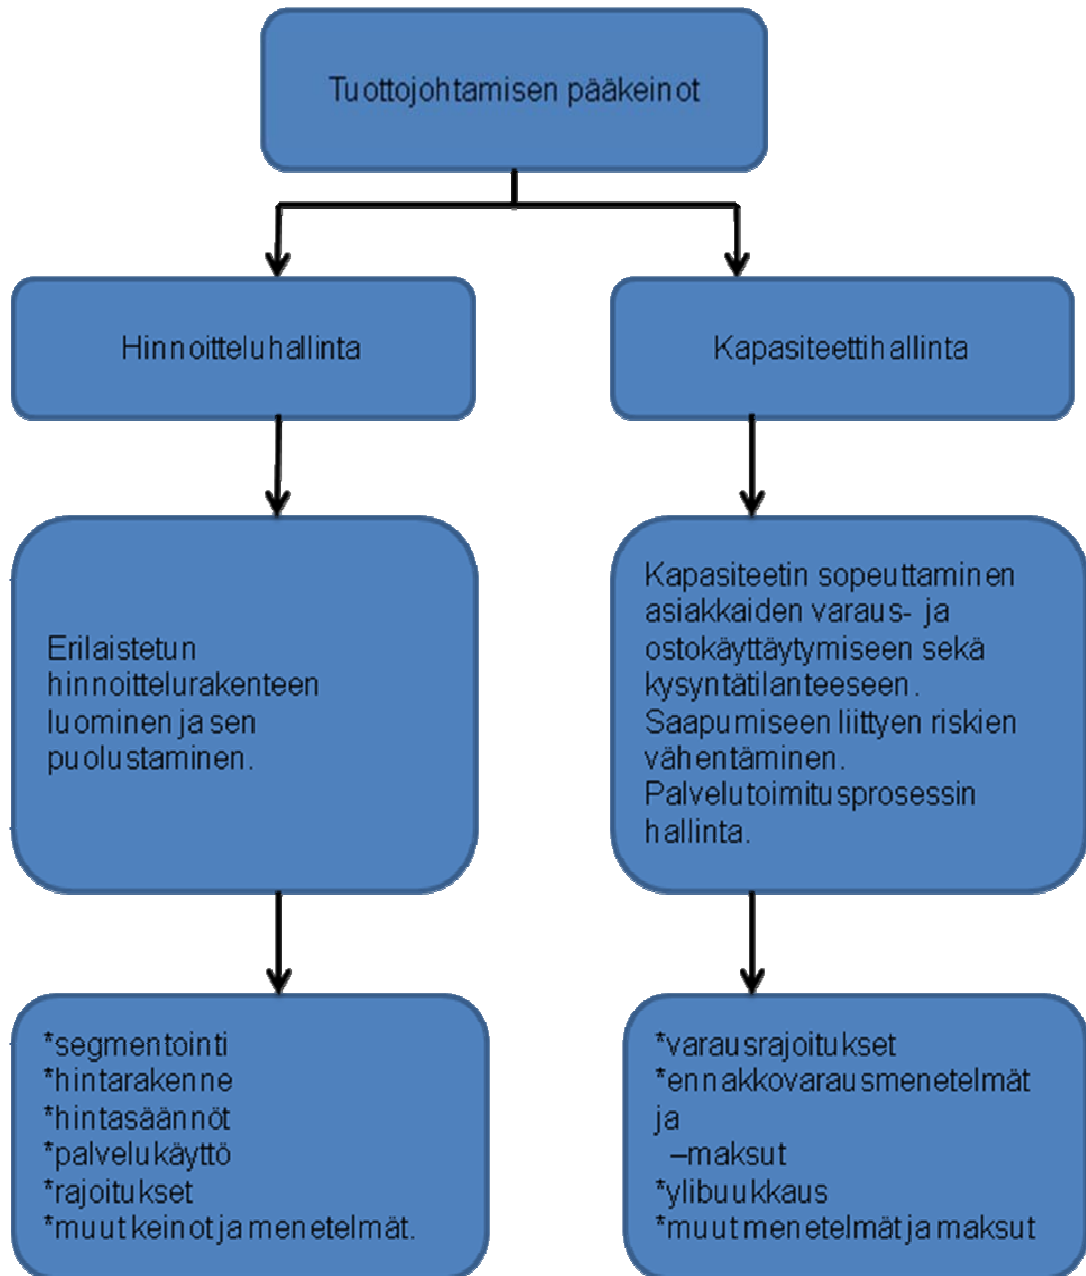 Tuottojohtamisen pääkeinot
Hinnoitteluhallinta
Kapasiteettihallinta
Erilaistetun
hinnoittelurakenteen
luominen ja sen
puolustaminen.
Kapasiteetin sopeuttaminen
asiakkaiden varaus- ja
ostokäyttäytymiseen sekä
kysyntätilanteeseen.
Saapumiseen liittyen riskien
vähentäminen.
Palvelutoimitusprosessin
hallinta.
*segmentointi
*hintarakenne
*hintasäännöt
*palvelukäyttö
*rajoitukset
*muut keinot ja menetelmät.
*varausrajoitukset
*ennakkovarausmenetelmät
ja
–maksut
*ylibuukkaus
*muut menetelmät ja maksut